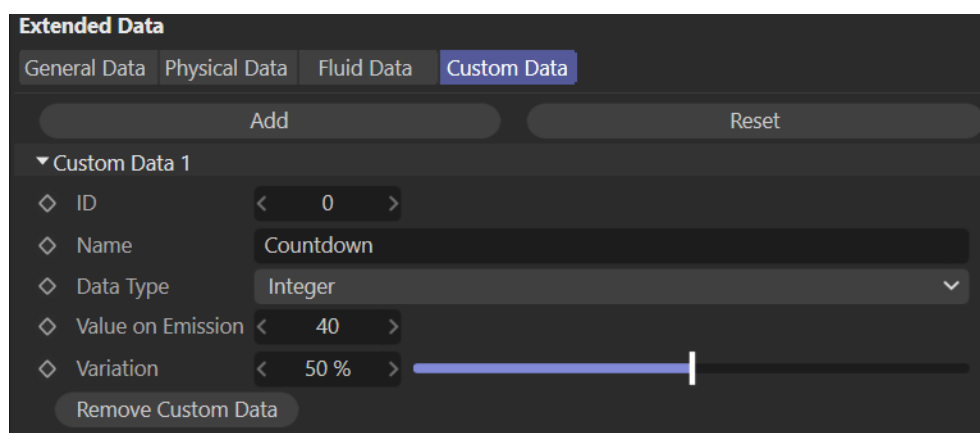 Extended Data
General Data Physical Data Fluid Data Custom Data
Add Reset
Custom Data 1
ID 0
Name Countdown
Data Type Integer
Value on Emission 40
Variation 50 %
Remove Custom Data